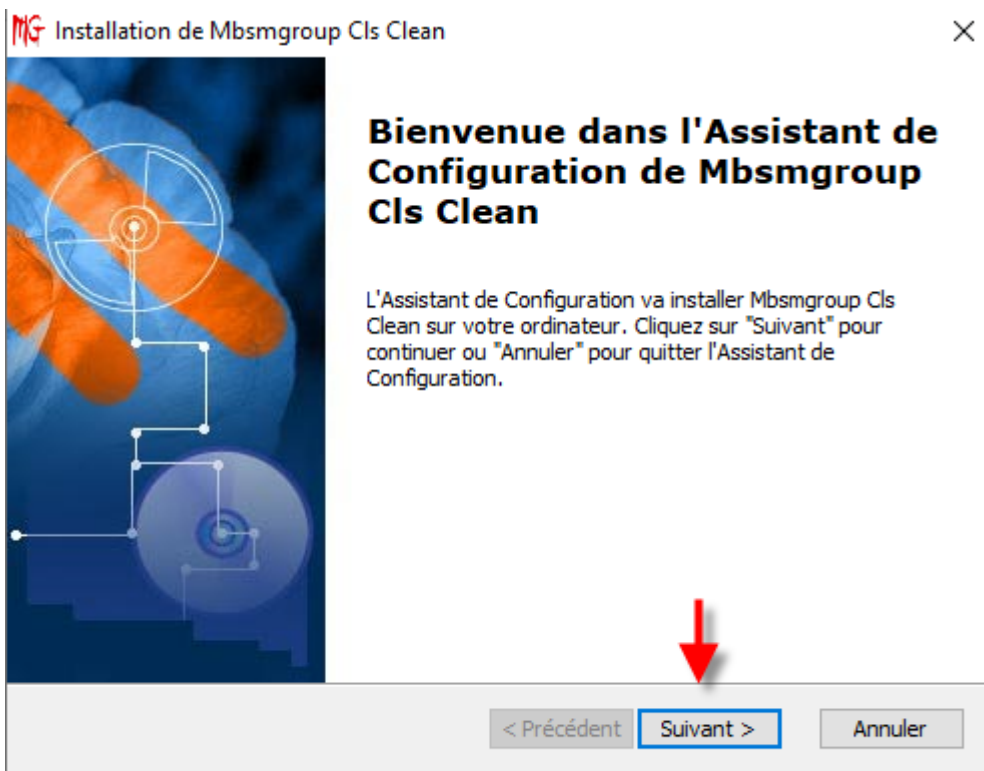 MG Installation de Mbsmgroup Cls Clean
Bienvenue dans l'Assistant de
Configuration de Mbsmgroup
Cls Clean
L'Assistant de Configuration va installer Mbsmgroup Cls
Clean sur votre ordinateur. Cliquez sur "Suivant" pour
continuer ou "Annuler" pour quitter l'Assistant de
Configuration.
< Précédent Suivant > Annuler